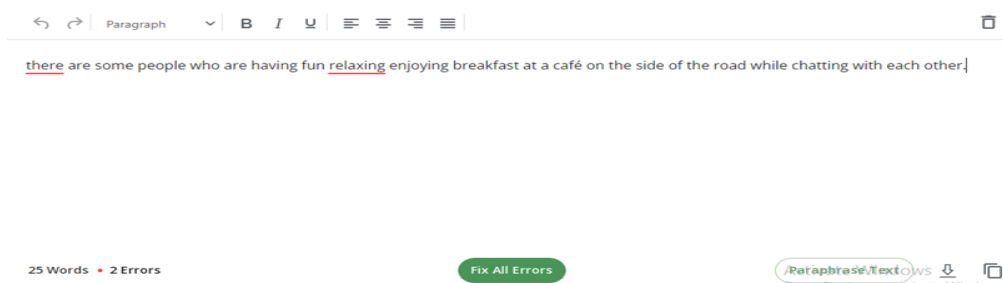 Paragraph B I U
there are some people who are having fun relaxing enjoying breakfast at a café on the side of the road while chatting with each other.
25 Words • 2 Errors Fix All Errors Paraphrase Text